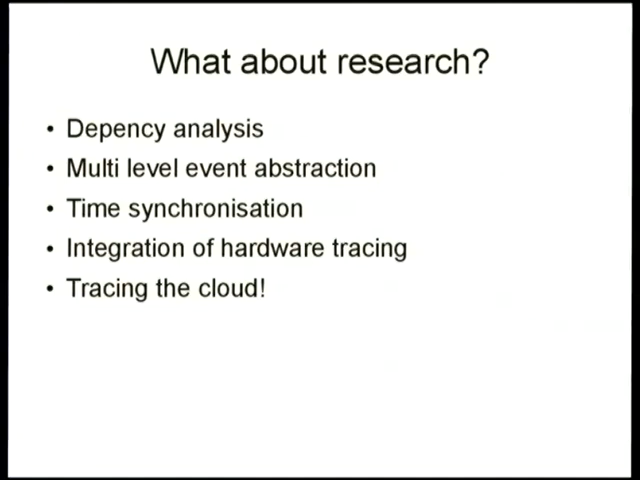 What about research?
• Depency analysis
• Multi level event abstraction
• Time synchronisation
• Integration of hardware tracing
• Tracing the cloud!